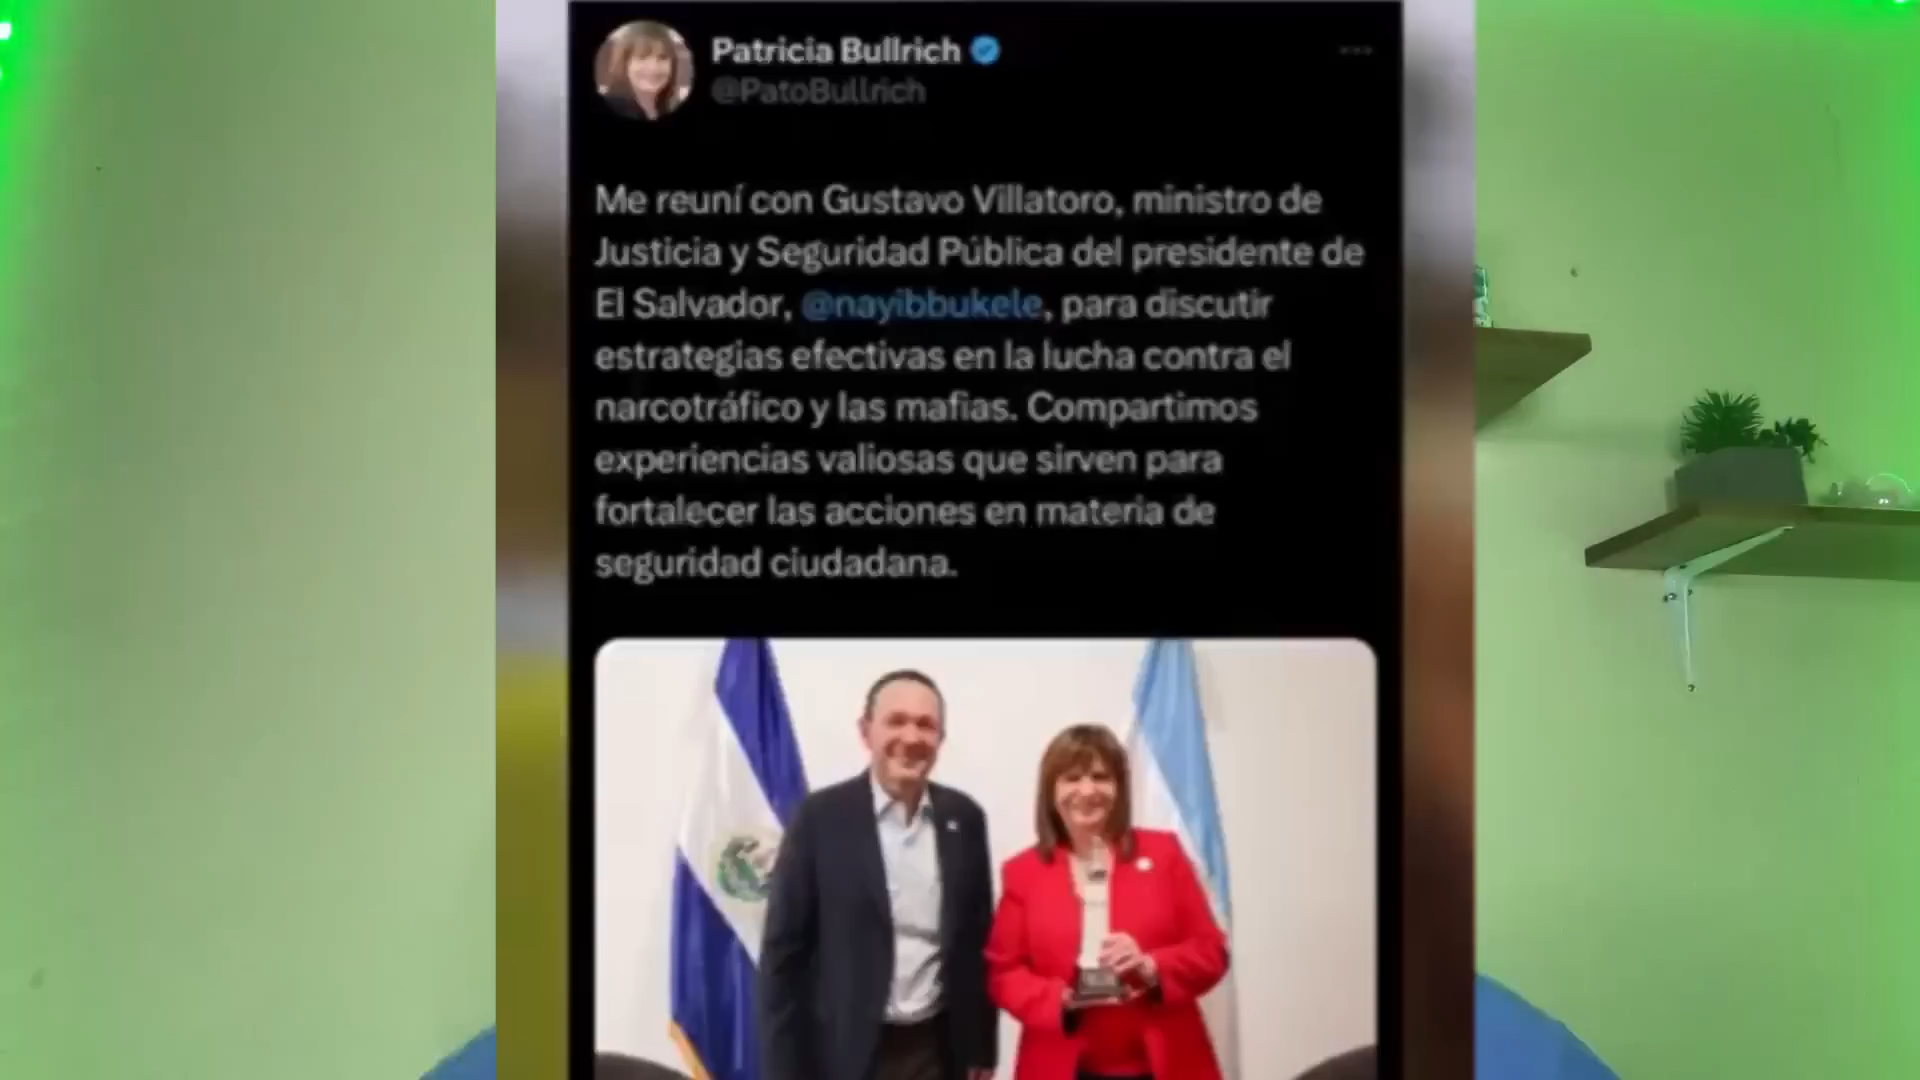 Patricia Bullrich
@PatoBullrich
Me reuní con Gustavo Villatoro, ministro de
Justicia y Seguridad Pública del presidente de
El Salvador, @nayibbukele, para discutir
estrategias efectivas en la lucha contra el
narcotráfico y las mafias. Compartimos
experiencias valiosas que sirven para
fortalecer las acciones en materia de
seguridad ciudadana.